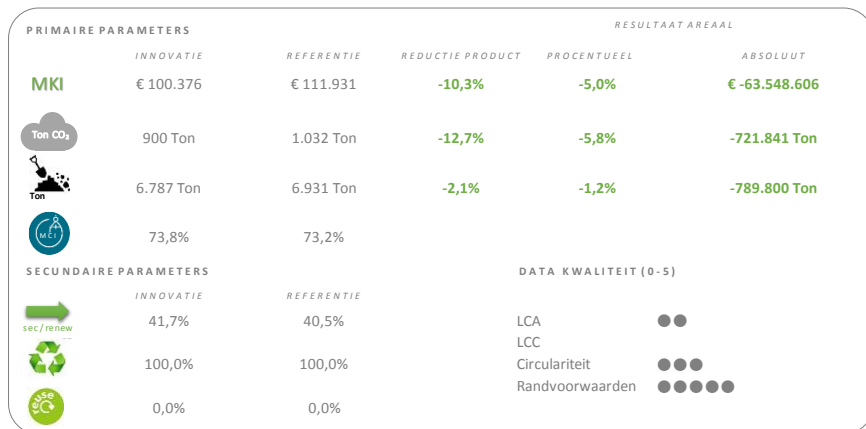 RESULTAAT AREAAL
PRIMAIRE PARAMETERS
INNOVATIE REFERENTIE REDUCTIE PRODUCT PROCENTUEEL ABSOLUUT
MKI € 100.376 € 111.931 -10,3% -5,0% € -63.548.606
Ton CO₂ 900 Ton 1.032 Ton -12,7% -5,8% -721.841 Ton
Ton 6.787 Ton 6.931 Ton -2,1% -1,2% -789.800 Ton
MCI 73,8% 73,2%
SECUNDAIRE PARAMETERS DATA KWALITEIT (0-5)
INNOVATIE REFERENTIE
sec/renew 41,7% 40,5% LCA
LCC
100,0% 100,0% Circulariteit
Randvoorwaarden
reuse 0,0% 0,0%